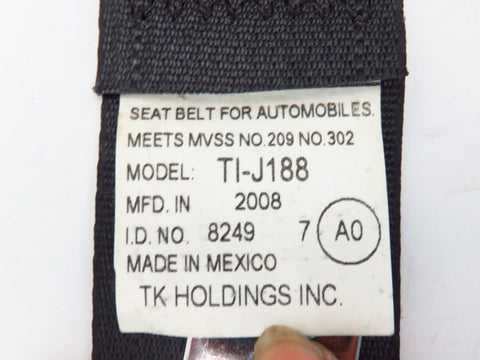 SEAT BELT FOR AUTOMOBILES.
MEETS MVSS NO.209 NO.302
MODEL: TI-J188
MFD. IN 2008
I.D. NO. 8249 7 A0
MADE IN MEXICO
TK HOLDINGS INC.